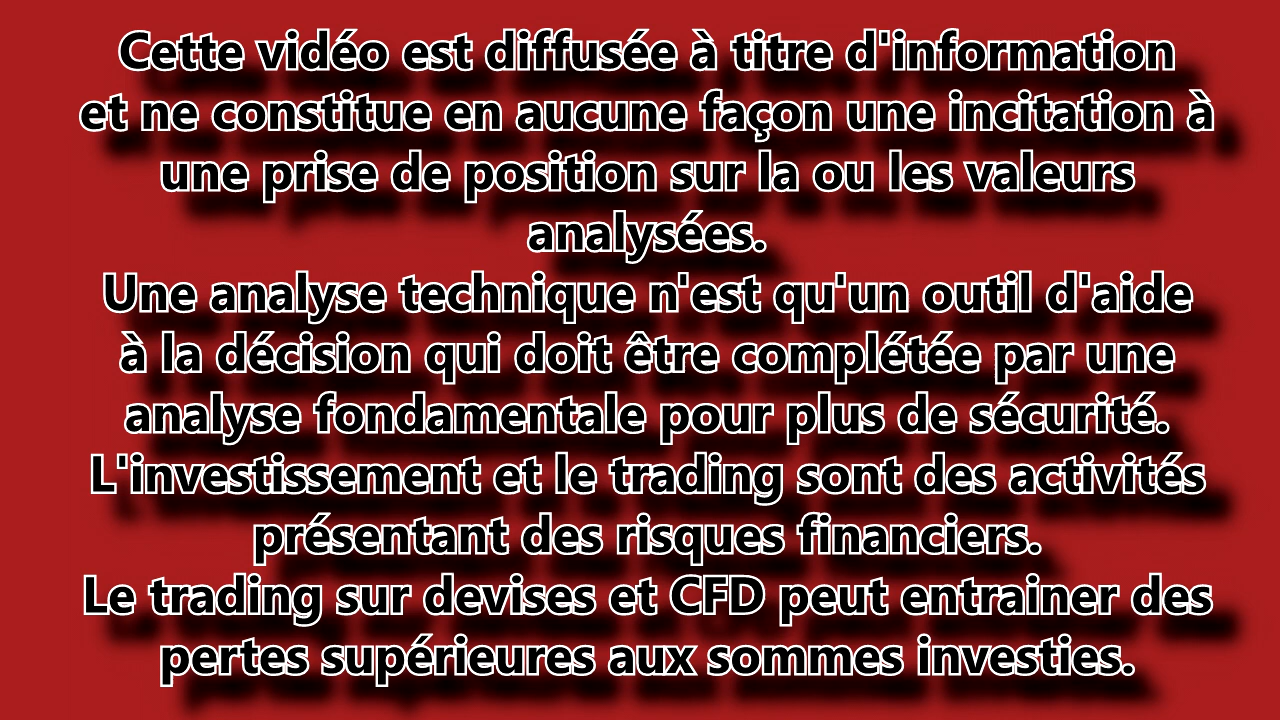 Cette vidéo est diffusée à titre d'information
et ne constitue en aucune façon une incitation à
une prise de position sur la ou les valeurs
analysées.
Une analyse technique n'est qu'un outil d'aide
à la décision qui doit être complétée par une
analyse fondamentale pour plus de sécurité.
L'investissement et le trading sont des activités
présentant des risques financiers.
Le trading sur devises et CFD peut entrainer des
pertes supérieures aux sommes investies.